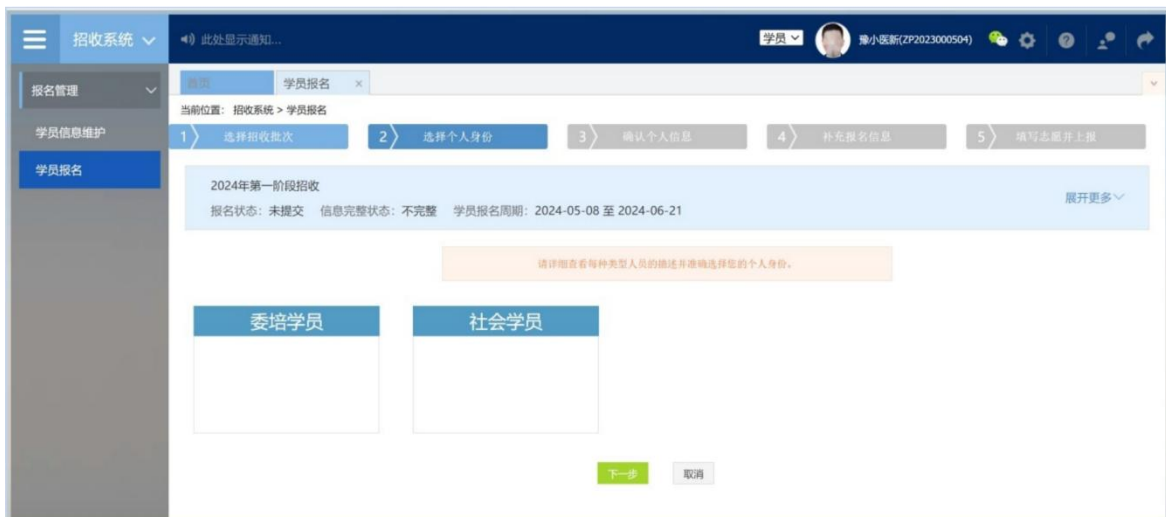 招收系统
此处显示通知...
学员
豫小医新(ZP2023000504)
报名管理
学员信息维护
学员报名
首页
学员报名 ×
当前位置: 招收系统 > 学员报名
1 选择招收批次
2 选择个人身份
3 确认个人信息
4 补充报名信息
5 填写志愿并上报
2024年第一阶段招收
报名状态: 未提交 信息完整状态: 不完整 学员报名周期: 2024-05-08 至 2024-06-21
展开更多
请详细查看每种类型人员的描述并准确选择您的个人身份。
委培学员
社会学员
下一步
取消